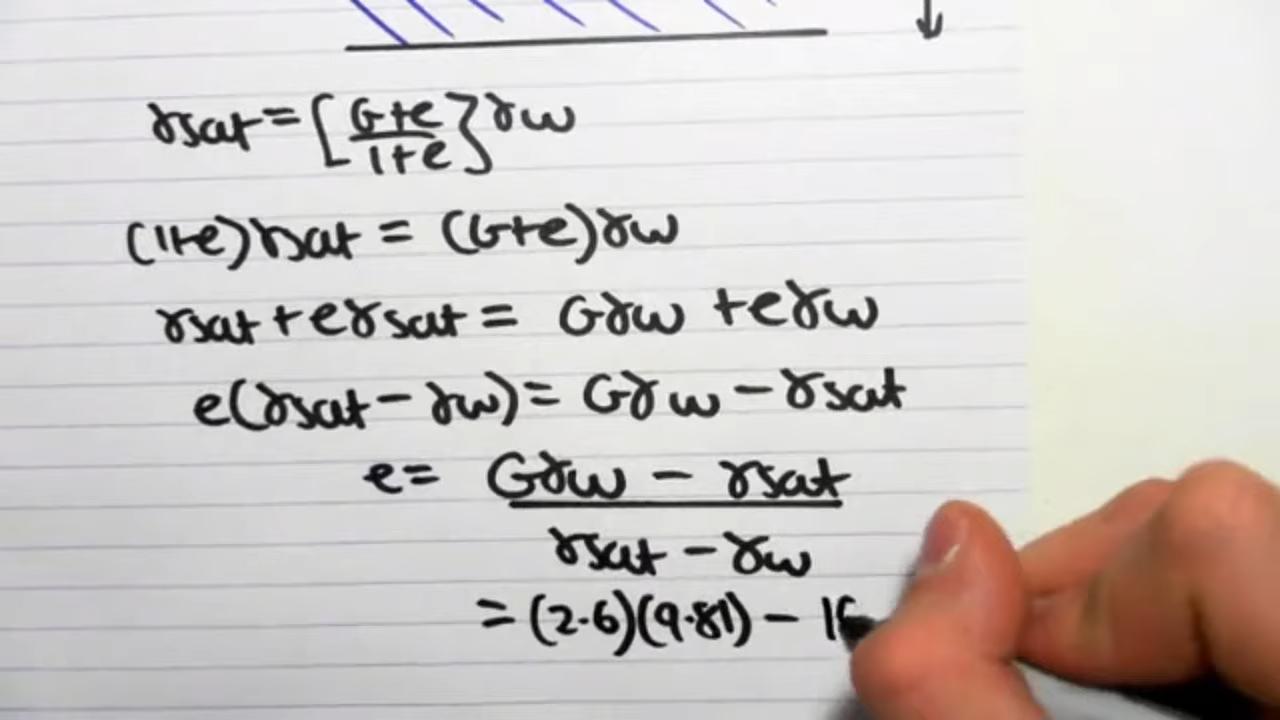 γsat = [G+e / 1+e] γw
(1+e)γsat = (G+e)γw
γsat + eγsat = Gγw + eγw
e(γsat - γw) = Gγw - γsat
e = Gγw - γsat
γsat - γw
= (2.6)(9.81) - 1